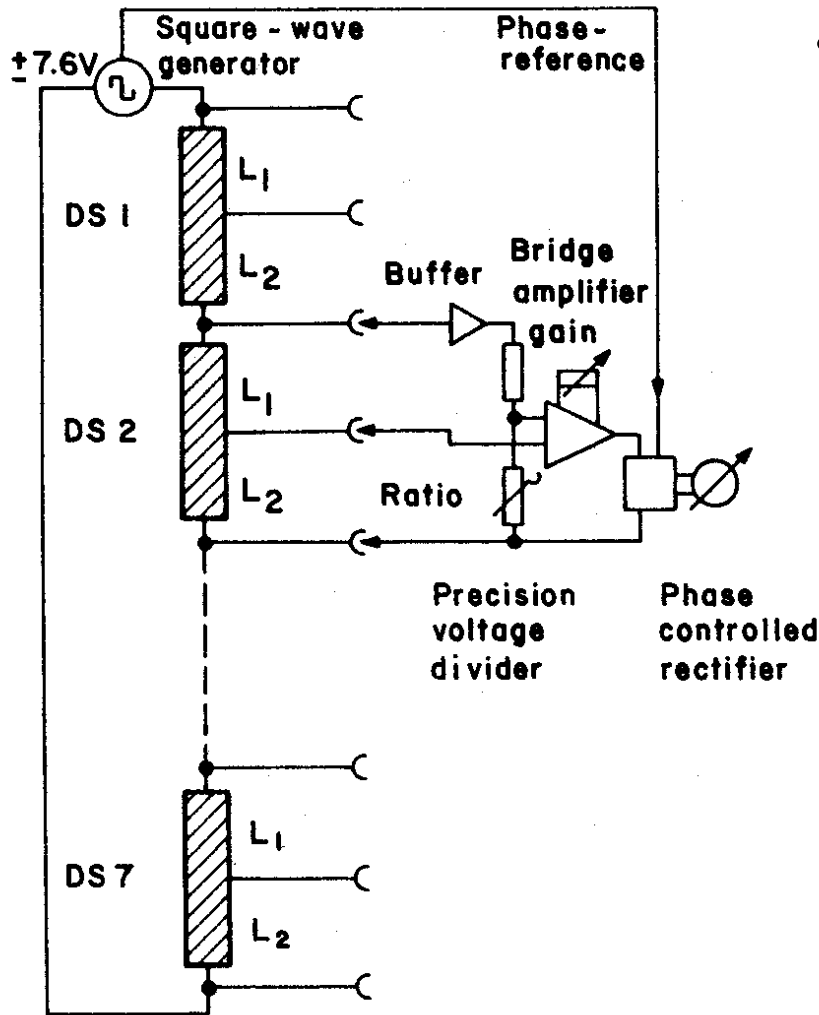 Square-wave generator
Phase-reference
±7.6V
L1
DS 1
L2
Buffer
Bridge amplifier gain
L1
DS 2
L2
Ratio
Precision voltage divider
Phase controlled rectifier
L1
DS 7
L2